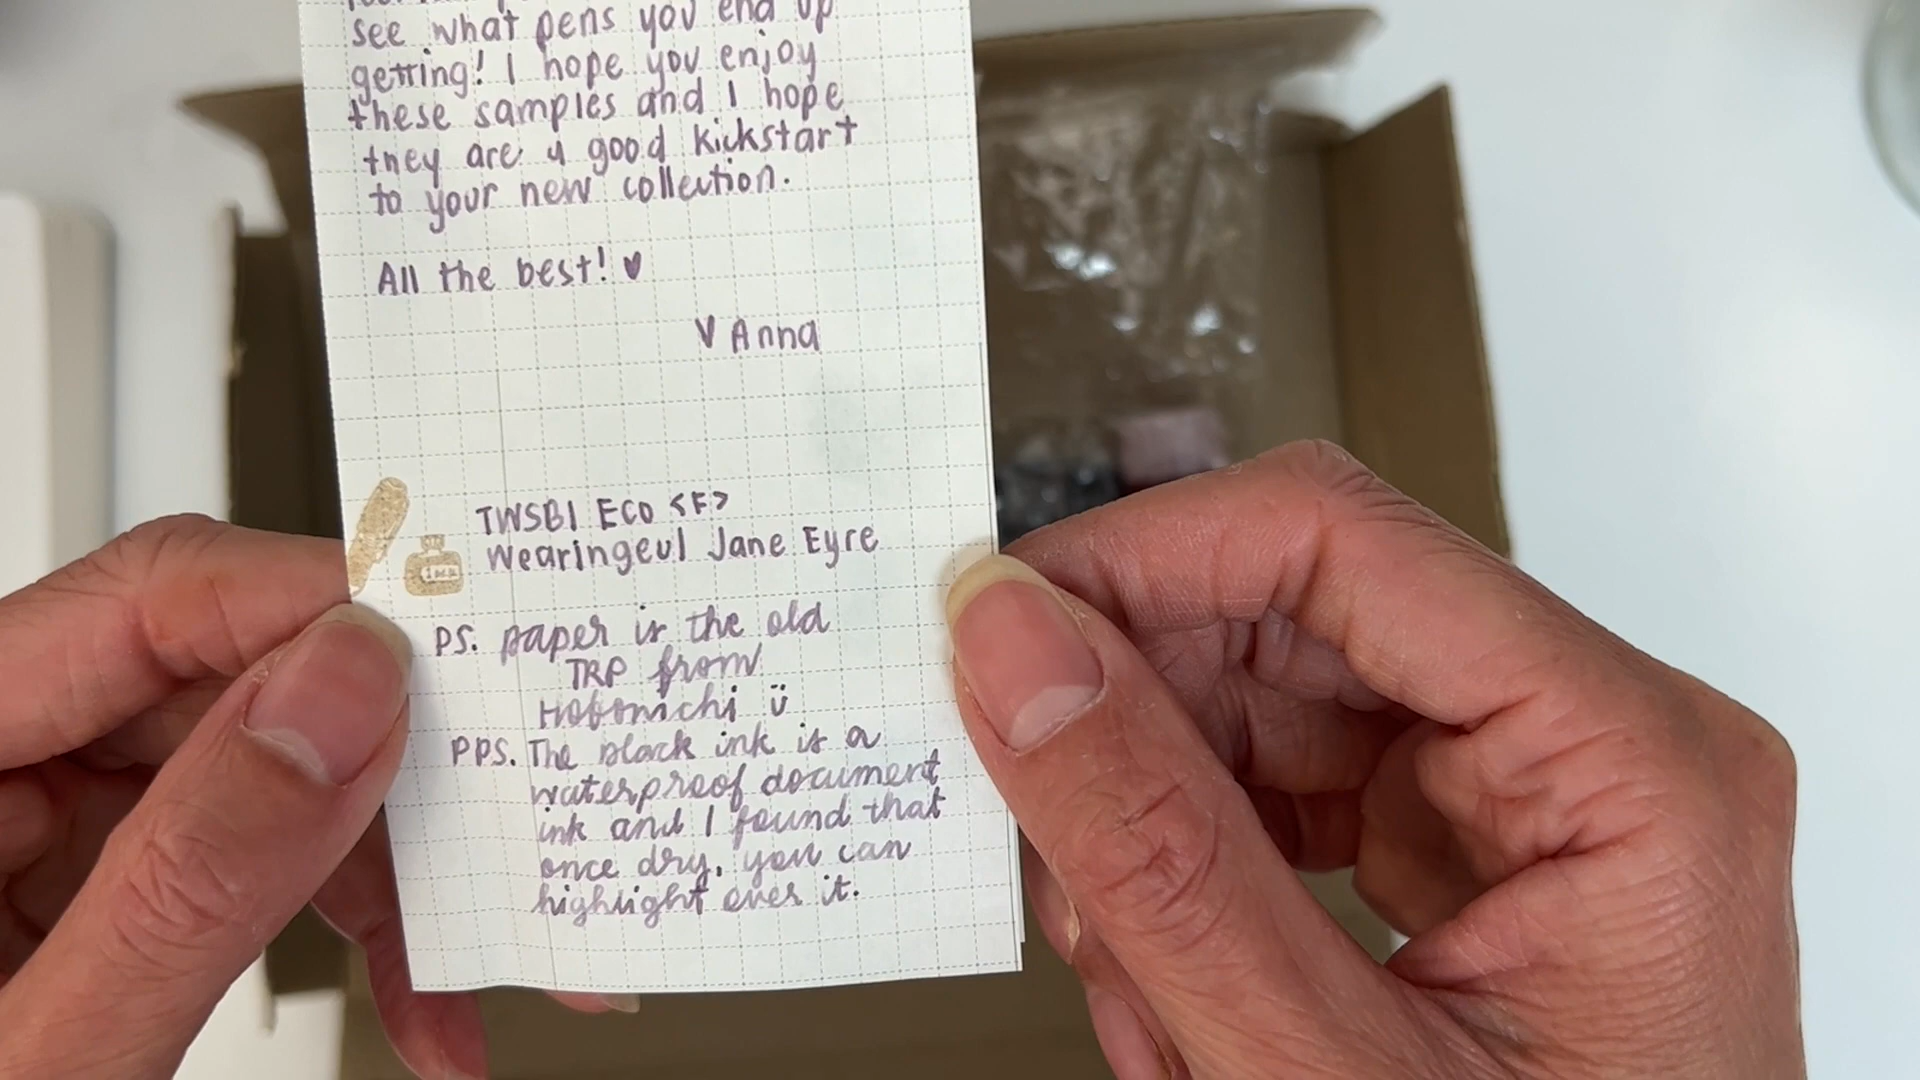 see what pens you end up
getting! I hope you enjoy
these samples and I hope
they are a good kickstart
to your new collection.
All the best! ♥
♥ Anna
TWSBI ECO <F>
Wearingeul Jane Eyre
INK
PS. paper is the old
TRP from
Hobonichi ü
PPS. The black ink is a
waterproof document
ink and I found that
once dry, you can
highlight over it.